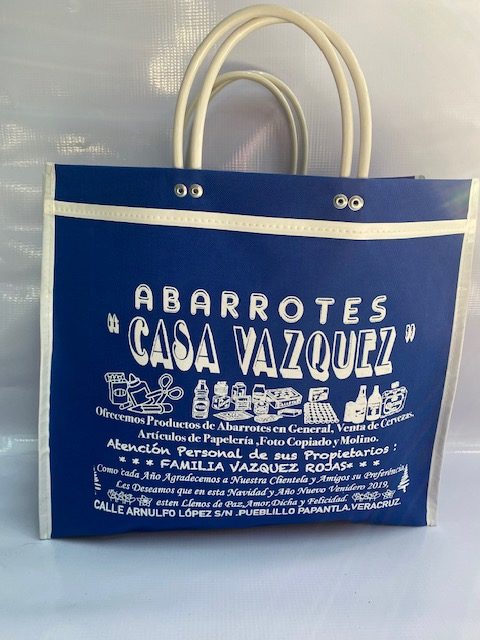 ABARROTES
" CASA VAZQUEZ "
Ofrecemos Productos de Abarrotes en General, Venta de Cervezas.
Artículos de Papelería ,Foto Copiado y Molino.
Atención Personal de sus Propietarios :
* * * FAMILIA VAZQUEZ ROJAS* * *
Como cada Año Agradecemos a Nuestra Clientela y Amigos su Preferencia,
Les Deseamos que en esta Navidad y Año Nuevo Venidero 2019,
esten Llenos de Paz,Amor,Dicha y Felicidad.
CALLE ARNULFO LÓPEZ S/N .PUEBLILLO PAPANTLA.VERACRUZ.